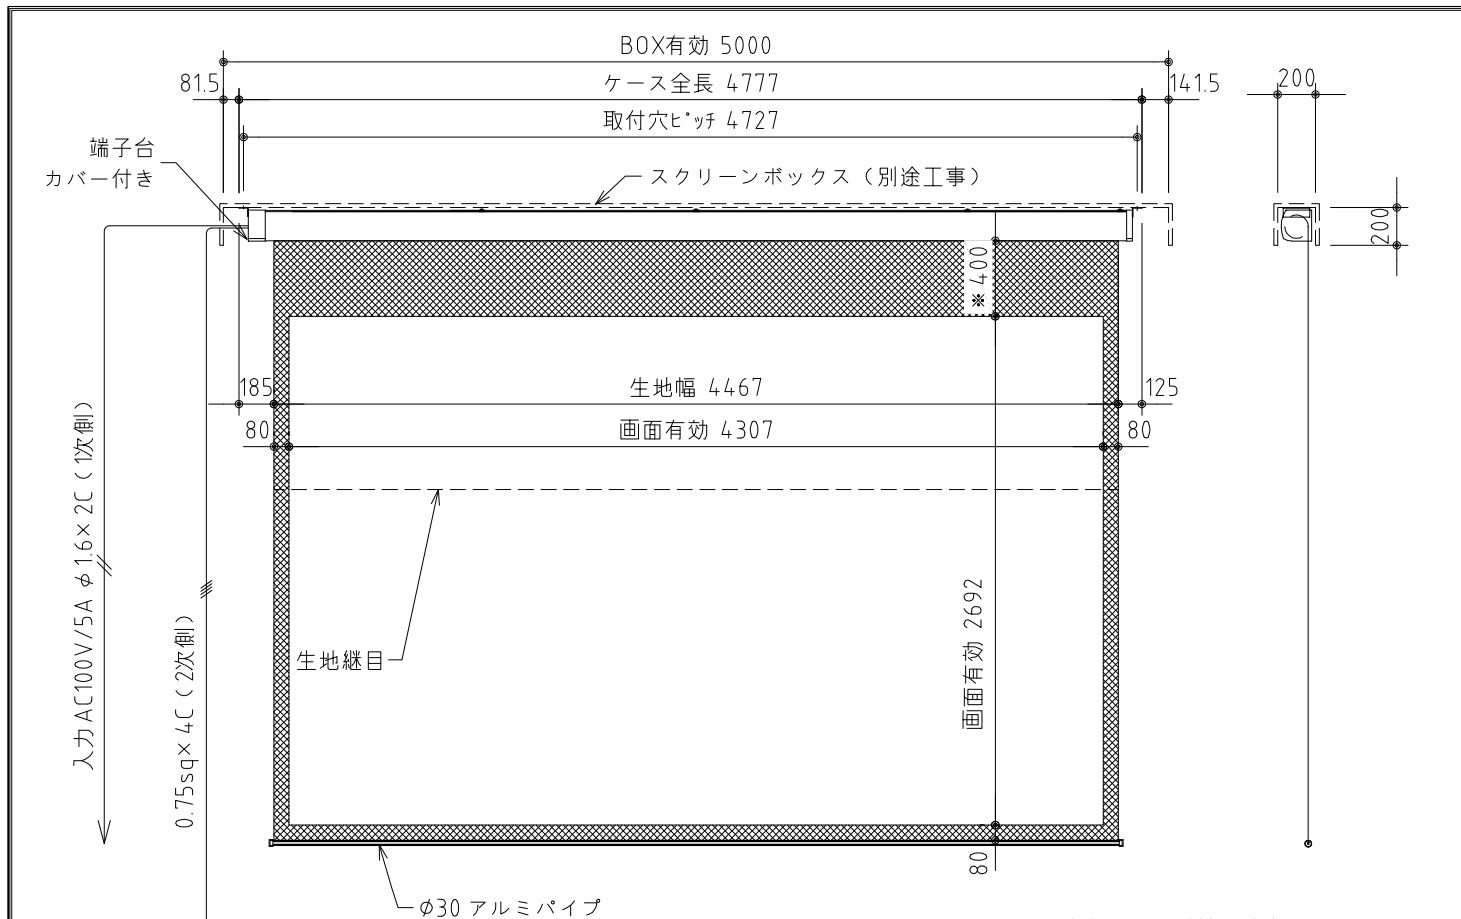 BOX有効 5000
81.5
ケース全長 4777
141.5
200
取付穴ﾋﾟｯﾁ 4727
端子台
カバー付き
スクリーンボックス（別途工事）
200
※ 400
185
生地幅 4467
125
80
画面有効 4307
80
入力AC100V/5A φ1.6×2C（1次側）
0.75sq×4C（2次側）
生地継目
画面有効 2692
80
φ30 アルミパイプ